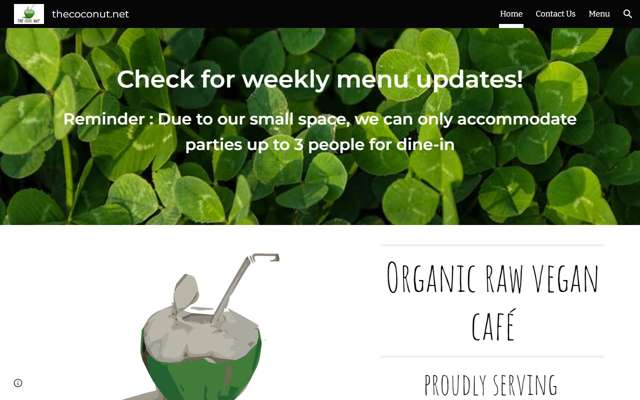 thecoconut.net
Home
Contact Us
Menu
Check for weekly menu updates!
Reminder : Due to our small space, we can only accommodate
parties up to 3 people for dine-in
Organic raw vegan
café
proudly serving